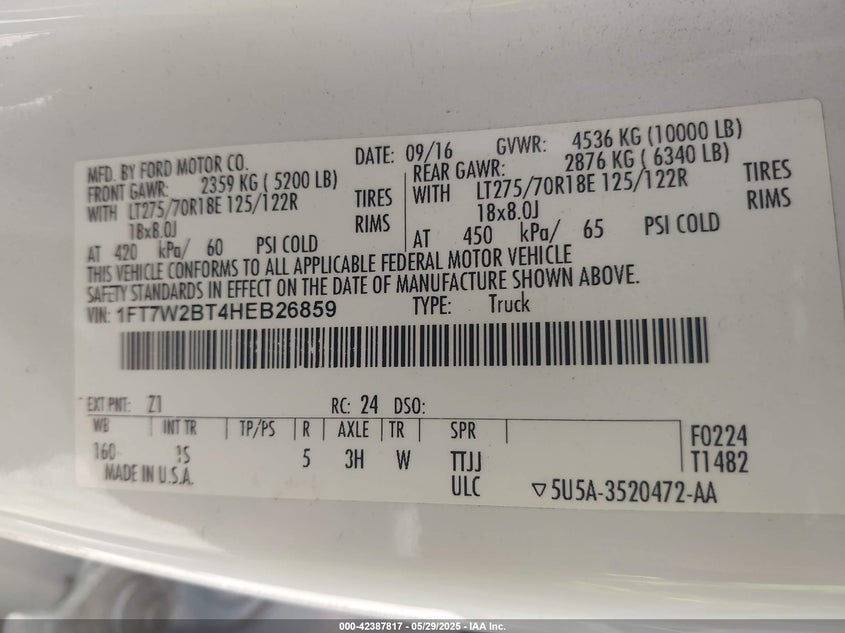 MFD. BY FORD MOTOR CO.
DATE: 09/16
GVWR: 4536 KG (10000 LB)
FRONT GAWR: 2359 KG ( 5200 LB)
REAR GAWR: 2876 KG ( 6340 LB)
WITH LT275/70R18E 125/122R TIRES
WITH LT275/70R18E 125/122R TIRES
18x8.0J RIMS
18x8.0J RIMS
AT 420 kPa/ 60 PSI COLD
AT 450 kPa/ 65 PSI COLD
THIS VEHICLE CONFORMS TO ALL APPLICABLE FEDERAL MOTOR VEHICLE
SAFETY STANDARDS IN EFFECT ON THE DATE OF MANUFACTURE SHOWN ABOVE.
VIN: 1FT7W2BT4HEB26859 TYPE: Truck
EXT PNT: Z1 RC: 24 DSO:
WB INT TR TP/PS R AXLE TR SPR
160 5 3H W TTJJ
F0224
T1482
MADE IN U.S.A.
ULC
▽5U5A-3520472-AA
000-42387817 - 05/29/2025 - IAA Inc.